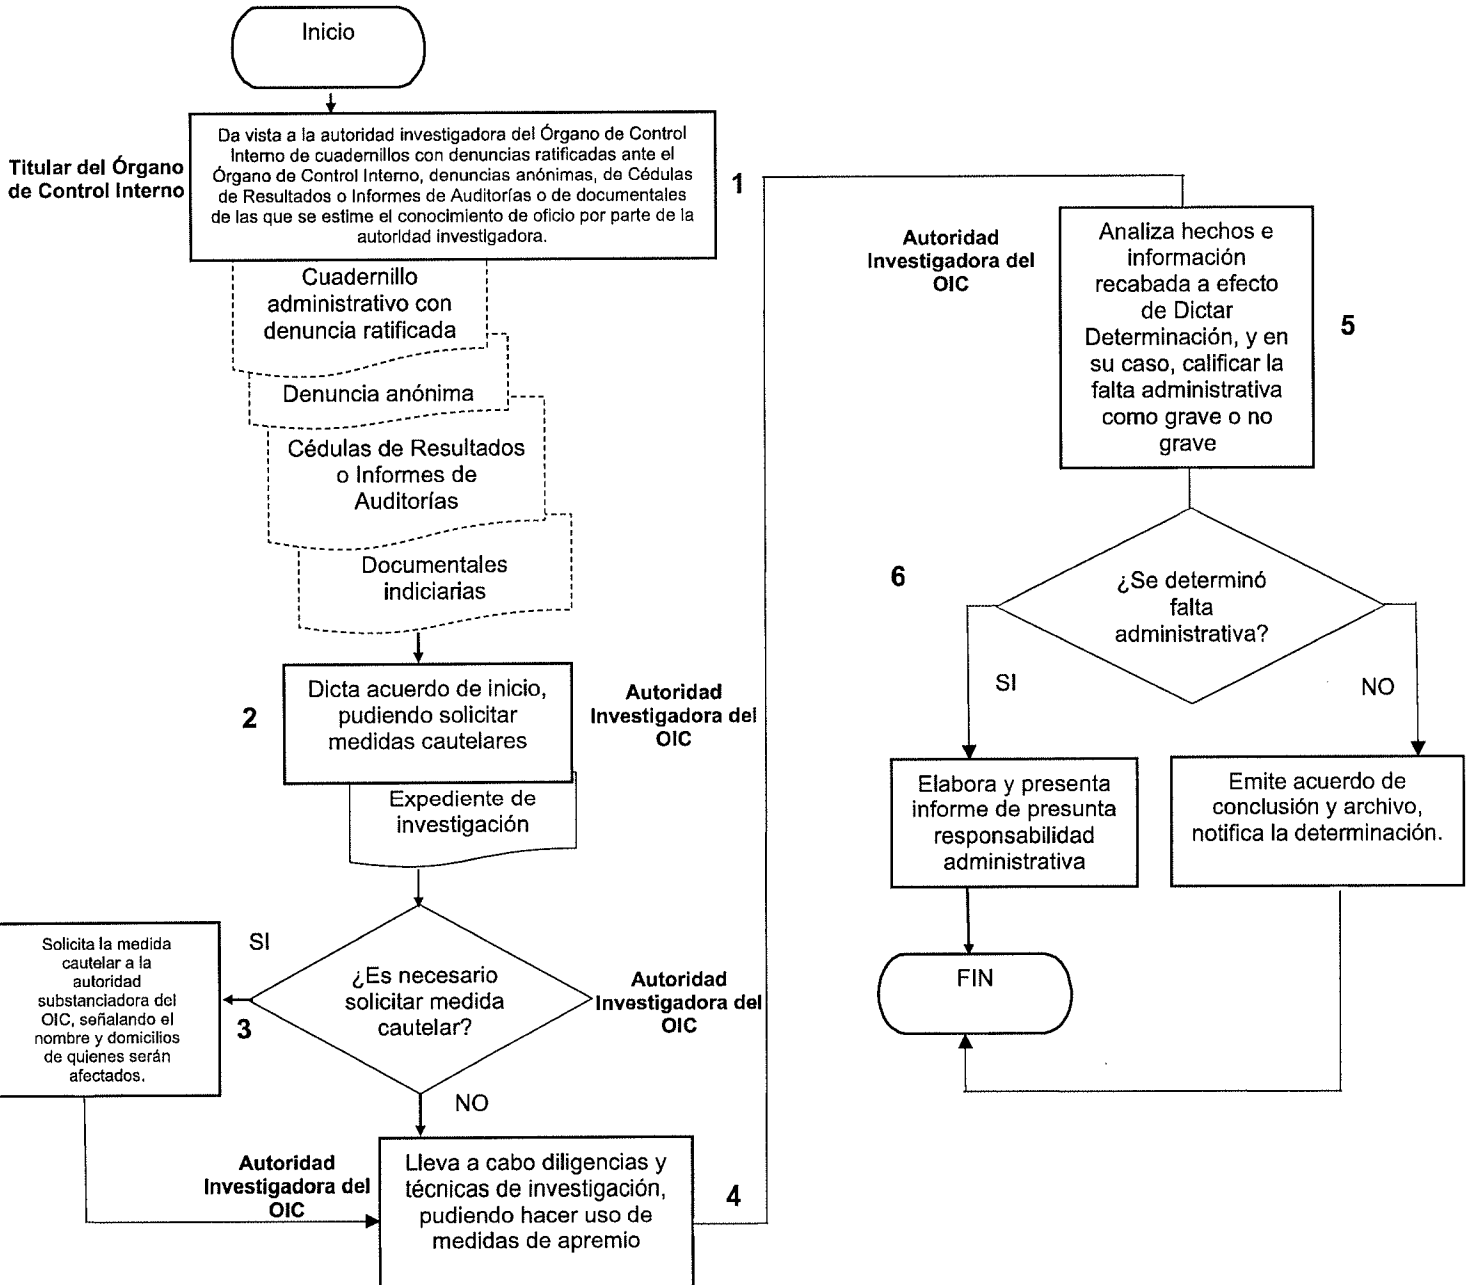 Inicio
Titular del Órgano
de Control Interno
Da vista a la autoridad investigadora del Órgano de Control
Interno de cuadernillos con denuncias ratificadas ante el
Órgano de Control Interno, denuncias anónimas, de Cédulas
de Resultados o Informes de Auditorías o de documentales
de las que se estime el conocimiento de oficio por parte de la
autoridad investigadora.
1
Cuadernillo
administrativo con
denuncia ratificada
Denuncia anónima
Cédulas de Resultados
o Informes de
Auditorías
Documentales
indiciarias
2
Dicta acuerdo de inicio,
pudiendo solicitar
medidas cautelares
Autoridad
Investigadora del
OIC
Expediente de
investigación
¿Es necesario
solicitar medida
cautelar?
Autoridad
Investigadora del
OIC
SI
3
Solicita la medida
cautelar a la
autoridad
substanciadora del
OIC, señalando el
nombre y domicilios
de quienes serán
afectados.
NO
Autoridad
Investigadora del
OIC
Lleva a cabo diligencias y
técnicas de investigación,
pudiendo hacer uso de
medidas de apremio
4
Autoridad
Investigadora del
OIC
Analiza hechos e
información
recabada a efecto
de Dictar
Determinación, y en
su caso, calificar la
falta administrativa
como grave o no
grave
5
6
¿Se determinó
falta
administrativa?
SI
NO
Elabora y presenta
informe de presunta
responsabilidad
administrativa
Emite acuerdo de
conclusión y archivo,
notifica la determinación.
FIN